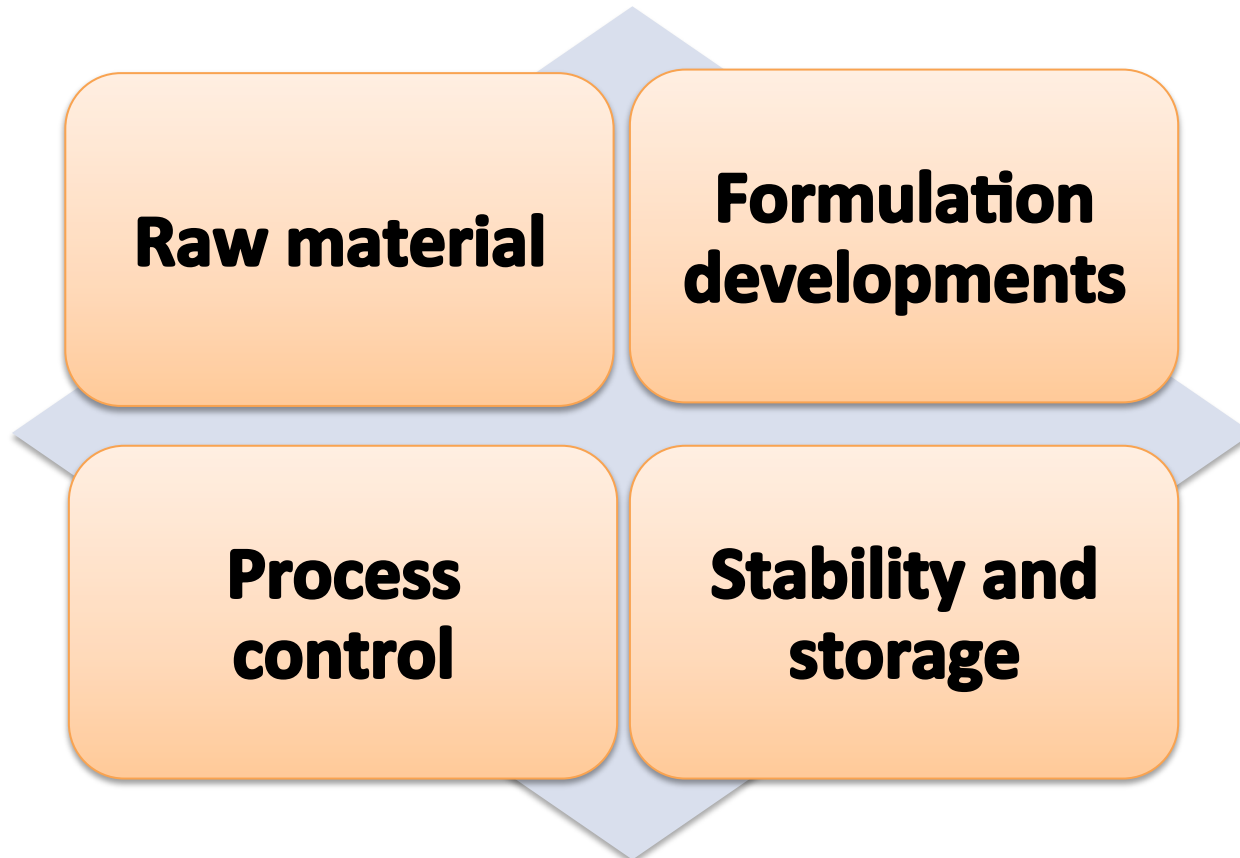 Raw material
Formulation
developments
Process
control
Stability and
storage